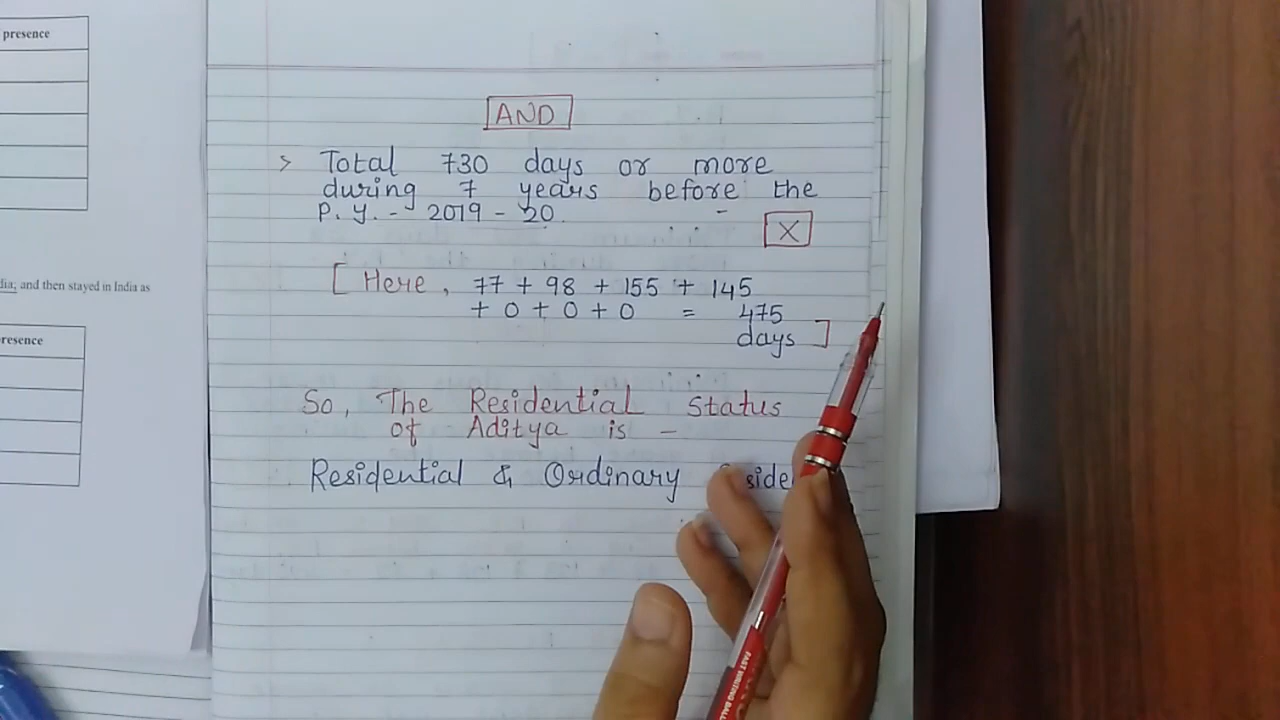 presence
dia, and then stayed in India as
resence
AND
> Total 730 days or more
during 7 years before the
P.Y. - 2019 - 20.
X
[ Here, 77 + 98 + 155 + 145
+ 0 + 0 + 0 = 475
days ]
So, The Residential Status
of Aditya is -
Residential & Ordinary